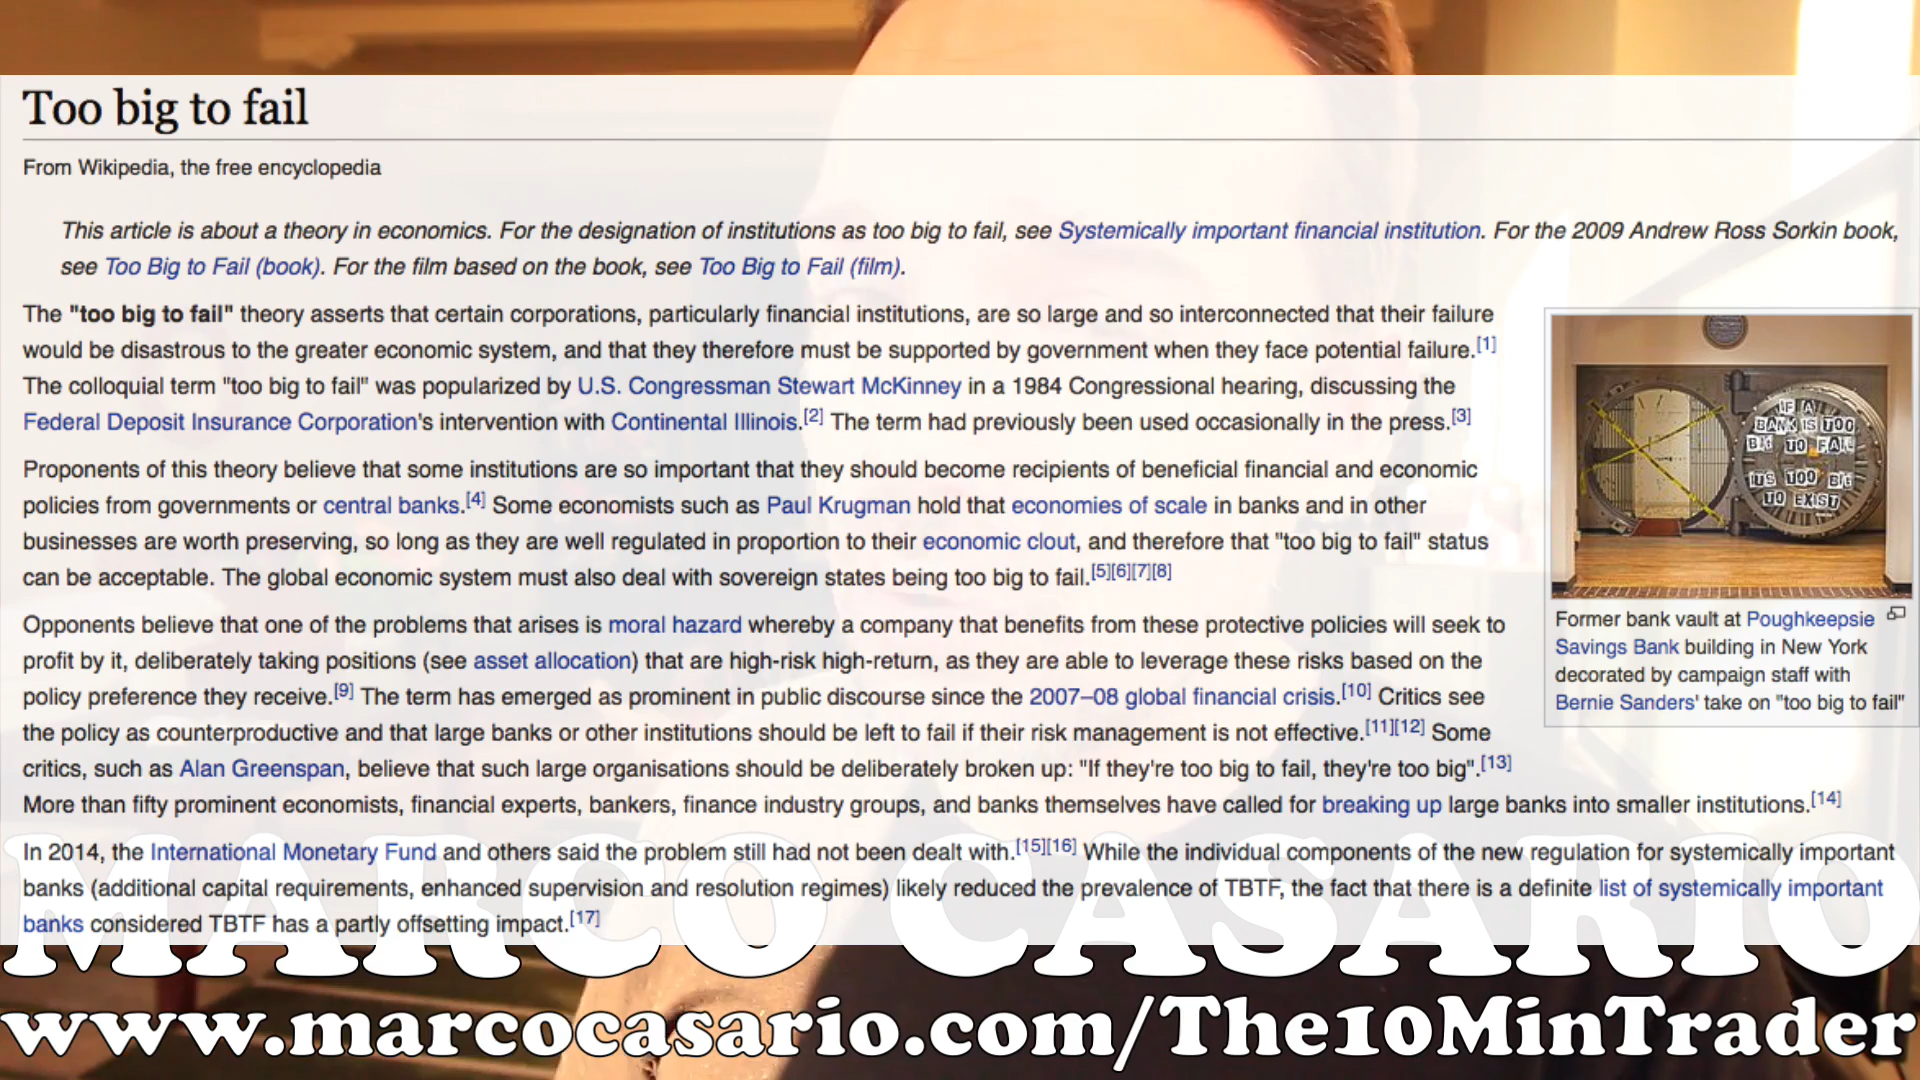 Too big to fail
From Wikipedia, the free encyclopedia
This article is about a theory in economics. For the designation of institutions as too big to fail, see Systemically important financial institution. For the 2009 Andrew Ross Sorkin book,
see Too Big to Fail (book). For the film based on the book, see Too Big to Fail (film).
The "too big to fail" theory asserts that certain corporations, particularly financial institutions, are so large and so interconnected that their failure
would be disastrous to the greater economic system, and that they therefore must be supported by government when they face potential failure.[1]
The colloquial term "too big to fail" was popularized by U.S. Congressman Stewart McKinney in a 1984 Congressional hearing, discussing the
Federal Deposit Insurance Corporation's intervention with Continental Illinois.[2] The term had previously been used occasionally in the press.[3]
Proponents of this theory believe that some institutions are so important that they should become recipients of beneficial financial and economic
policies from governments or central banks.[4] Some economists such as Paul Krugman hold that economies of scale in banks and in other
businesses are worth preserving, so long as they are well regulated in proportion to their economic clout, and therefore that "too big to fail" status
can be acceptable. The global economic system must also deal with sovereign states being too big to fail.[5][6][7][8]
Opponents believe that one of the problems that arises is moral hazard whereby a company that benefits from these protective policies will seek to
profit by it, deliberately taking positions (see asset allocation) that are high-risk high-return, as they are able to leverage these risks based on the
policy preference they receive.[9] The term has emerged as prominent in public discourse since the 2007–08 global financial crisis.[10] Critics see
the policy as counterproductive and that large banks or other institutions should be left to fail if their risk management is not effective.[11][12] Some
critics, such as Alan Greenspan, believe that such large organisations should be deliberately broken up: "If they're too big to fail, they're too big".[13]
More than fifty prominent economists, financial experts, bankers, finance industry groups, and banks themselves have called for breaking up large banks into smaller institutions.[14]
In 2014, the International Monetary Fund and others said the problem still had not been dealt with.[15][16] While the individual components of the new regulation for systemically important
banks (additional capital requirements, enhanced supervision and resolution regimes) likely reduced the prevalence of TBTF, the fact that there is a definite list of systemically important
banks considered TBTF has a partly offsetting impact.[17]
IF A
BANK IS TOO
BIG TO FAIL
ITS TOO BIG
TO EXIST
Former bank vault at Poughkeepsie
Savings Bank building in New York
decorated by campaign staff with
Bernie Sanders' take on "too big to fail"
MARCO CASARIO
www.marcocasario.com/The10MinTrader